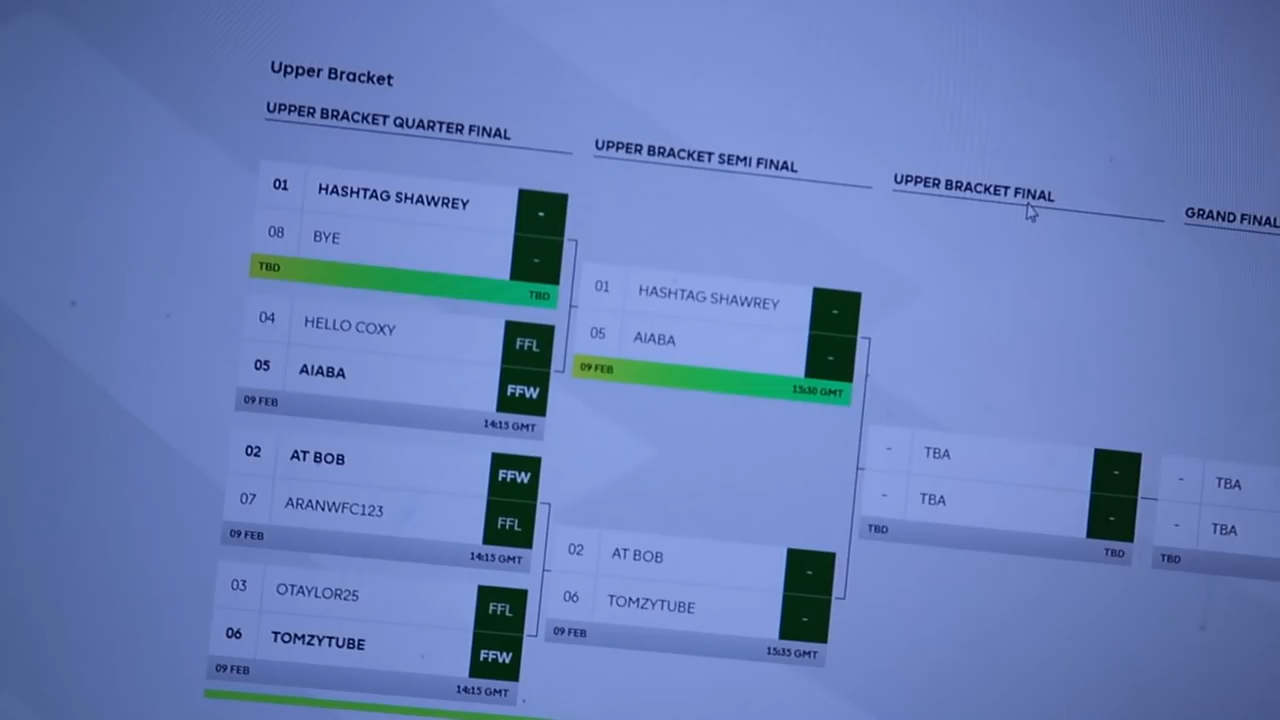 Upper Bracket
UPPER BRACKET QUARTER FINAL
01 HASHTAG SHAWREY -
08 BYE -
TBD TBD
04 HELLO COXY FFL
05 AIABA FFW
09 FEB 14:15 GMT
02 AT BOB FFW
07 ARANWFC123 FFL
09 FEB 14:15 GMT
03 OTAYLOR25 FFL
06 TOMZYTUBE FFW
09 FEB 14:15 GMT
UPPER BRACKET SEMI FINAL
01 HASHTAG SHAWREY -
05 AIABA -
09 FEB 15:30 GMT
02 AT BOB -
06 TOMZYTUBE -
09 FEB 15:35 GMT
UPPER BRACKET FINAL
- TBA -
- TBA -
TBD TBD
GRAND FINAL
- TBA
- TBA
TBD